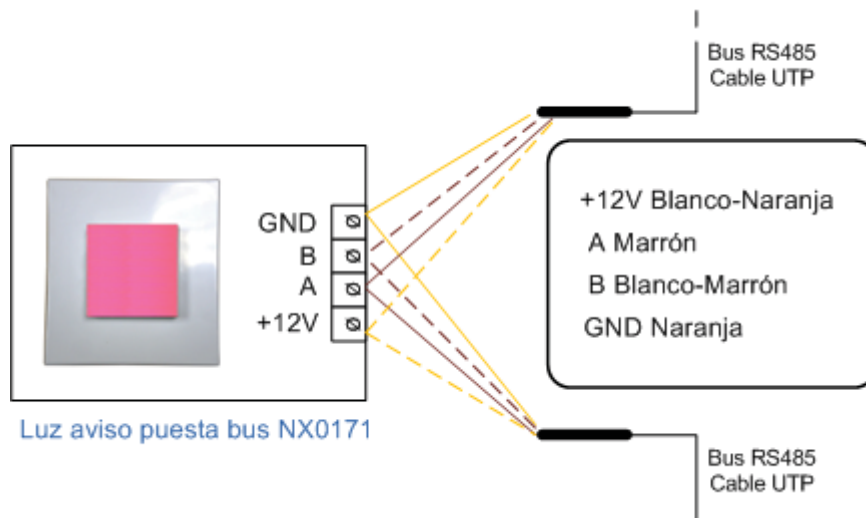 Bus RS485
Cable UTP
GND
B
A
+12V
+12V Blanco-Naranja
A Marrón
B Blanco-Marrón
GND Naranja
Luz aviso puesta bus NX0171
Bus RS485
Cable UTP